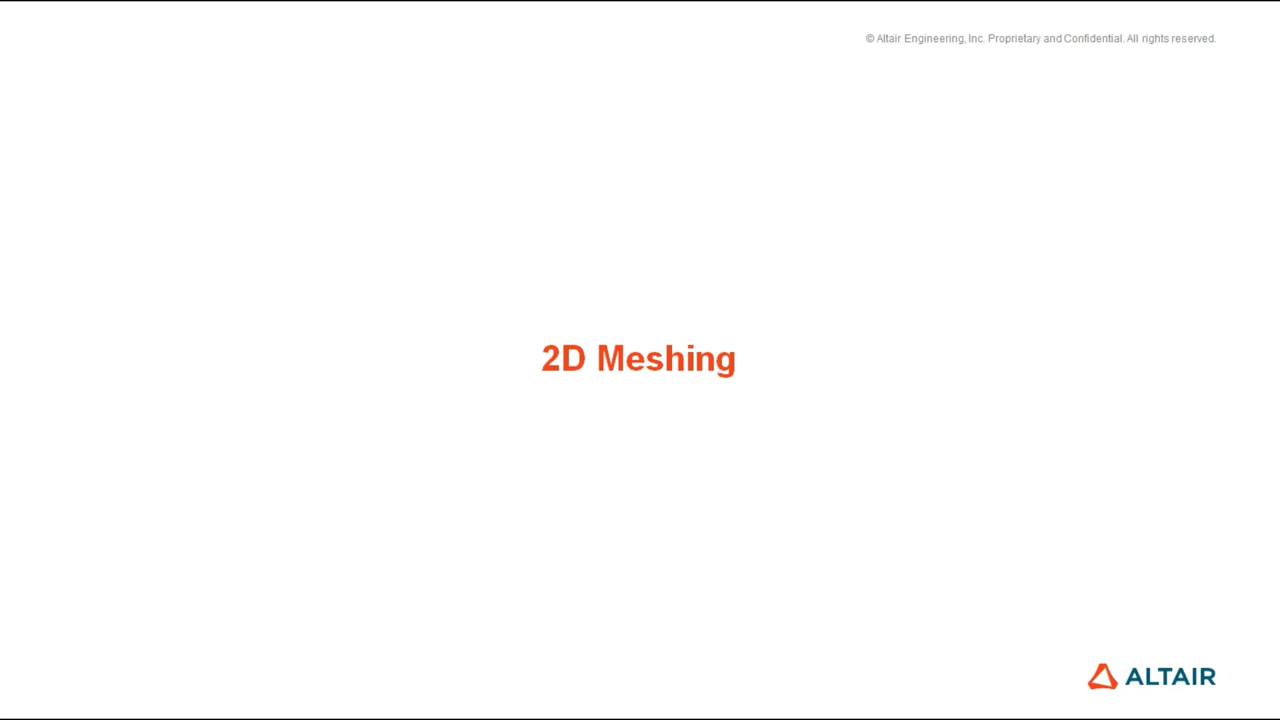 © Altair Engineering, Inc. Proprietary and Confidential. All rights reserved.
2D Meshing
ALTAIR